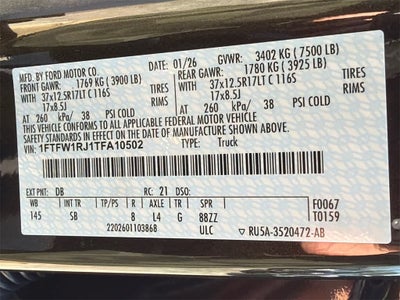 MFD. BY FORD MOTOR CO. 01/26 GVWR: 3402 KG ( 7500 LB)
FRONT GAWR: 1769 KG ( 3900 LB) REAR GAWR: 1780 KG ( 3925 LB)
WITH WITH
37x12.5R17LT C 116S TIRES 37x12.5R17LT C 116S TIRES
17x8.5J RIMS 17x8.5J RIMS
AT 260 kPa/ 38 PSI COLD AT 260 kPa/ 38 PSI COLD
THIS VEHICLE CONFORMS TO ALL APPLICABLE FEDERAL MOTOR VEHICLE
SAFETY STANDARDS IN EFFECT ON THE DATE OF MANUFACTURE SHOWN ABOVE.
1FTFW1RJ1TFA10502 TYPE: Truck
EXT PNT: DB RC: 21 DSO: F0067
WB INT TR TP/PS R AXLE TR SPR T0159
145 SB 8 L4 G 88ZZ
2202601103868 ULC RU5A-3520472-AB